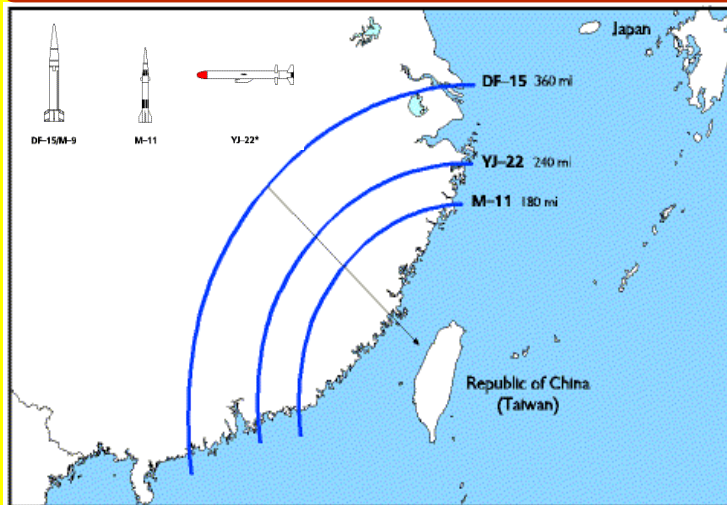 Japan
DF–15 360 mi
DF-15/M-9
M-11
YJ-22*
YJ–22 240 mi
M–11 180 mi
Republic of China
(Taiwan)